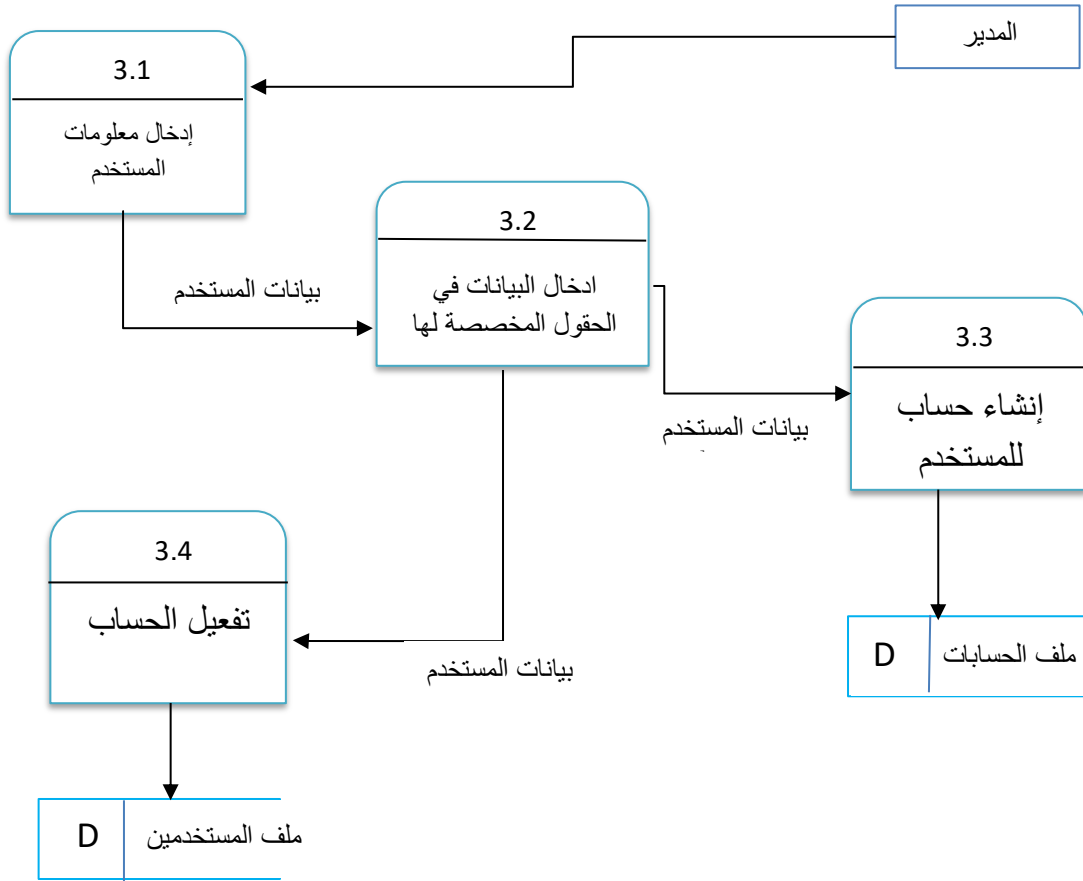 المدير
3.1
إدخال معلومات
المستخدم
3.2
ادخال البيانات في
الحقول المخصصة لها
بيانات المستخدم
3.3
إنشاء حساب
للمستخدم
بيانات المستخدم
3.4
تفعيل الحساب
بيانات المستخدم
ملف الحسابات
D
ملف المستخدمين
D